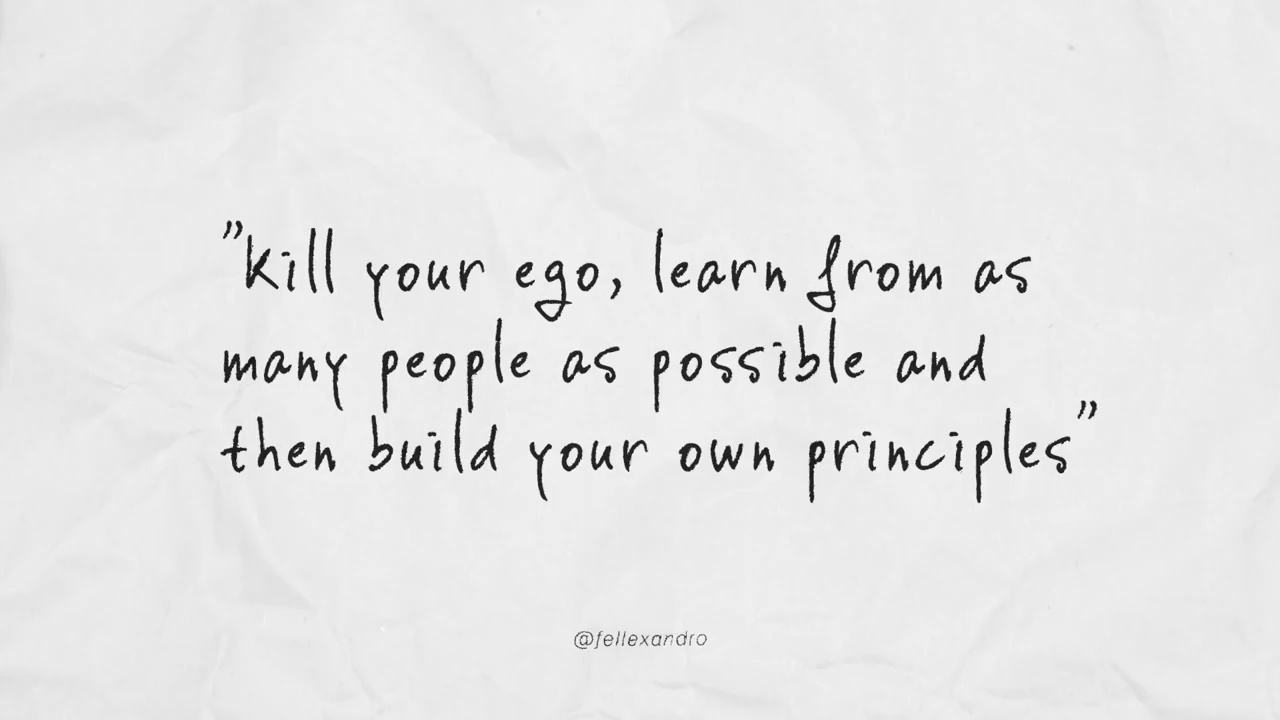 ”kill your ego, learn from as
many people as possible and
then build your own principles”
@fellexandro